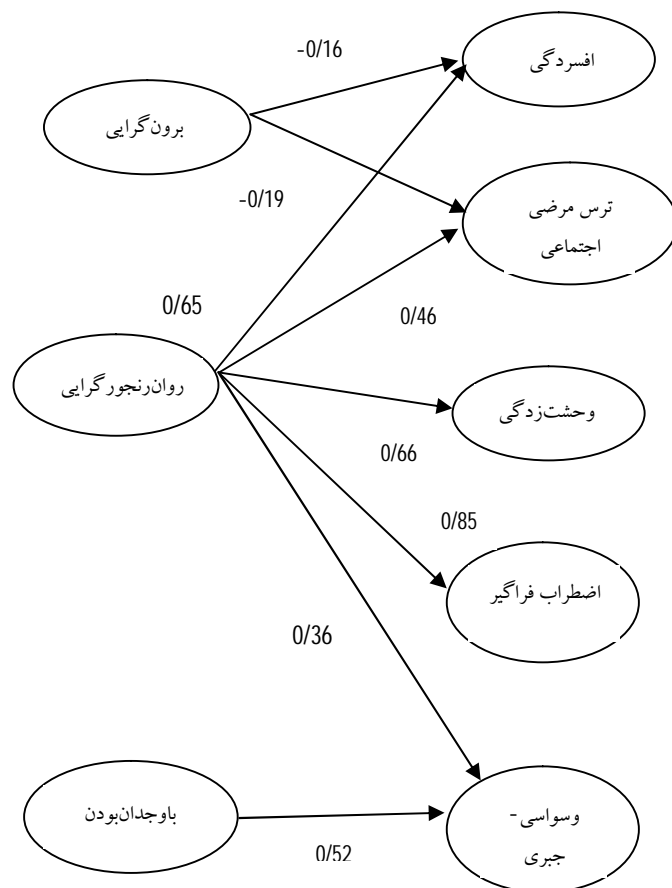 -0/16
افسردگی
برون‌گرایی
-0/19
ترس مرضی
اجتماعی
0/65
0/46
روان‌رنجورگرایی
وحشت‌زدگی
0/66
0/85
اضطراب فراگیر
0/36
باوجدان‌بودن
وسواسی-
جبری
0/52